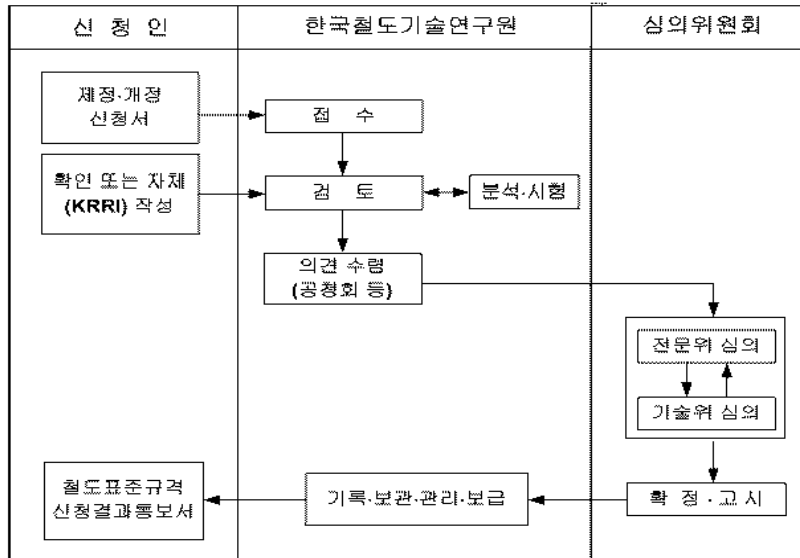 신 청 인
한국철도기술연구원
심의위원회
제정·개정
신청서
접 수
확인 또는 자체
(KRRI) 작성
검 토
분석·시험
의견 수렴
(공청회 등)
전문위 심의
기술위 심의
철도표준규격
신청결과통보서
기록·보관·관리·보급
확 정·고 시